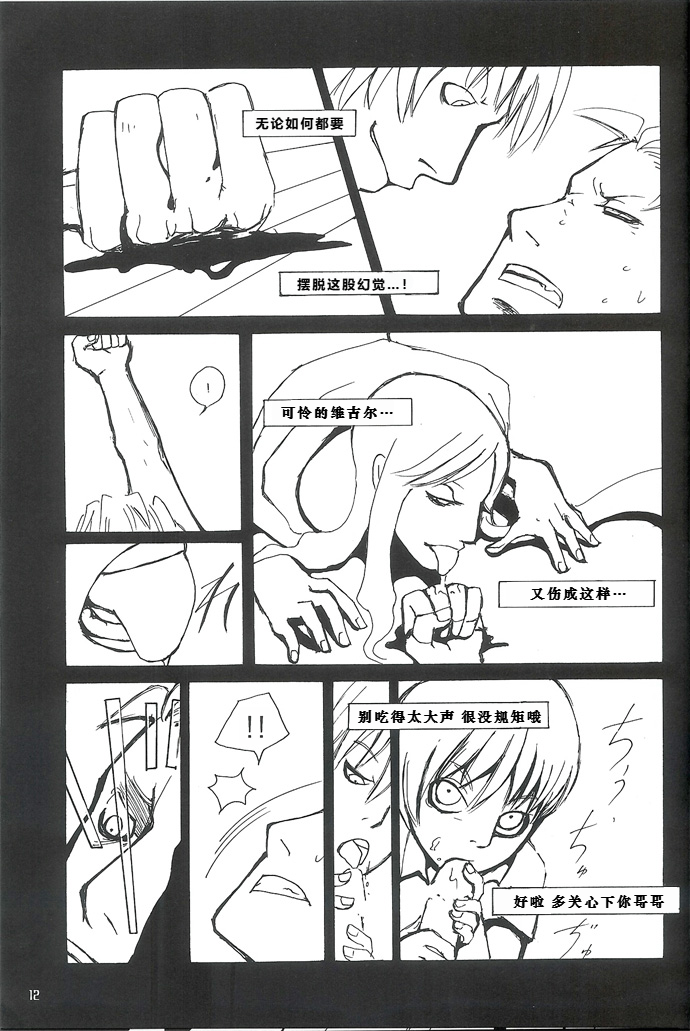 无论如何都要
摆脱这股幻觉…！
！
可怜的维古尔…
又伤成这样…
!!
别吃得太大声 很没规矩哦
好啦 多关心下你哥哥
12